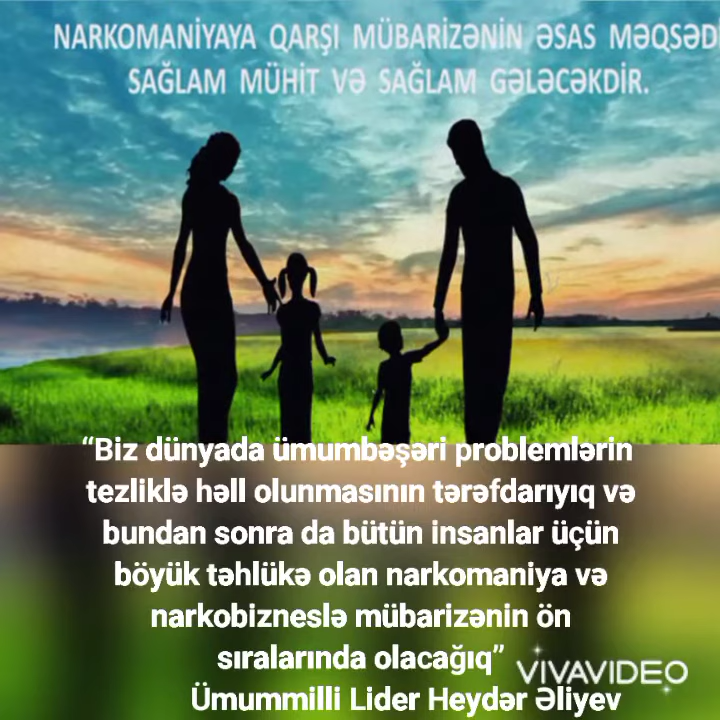 NARKOMANİYAYA QARŞI MÜBARİZƏNİN ƏSAS MƏQSƏD
SAĞLAM MÜHİT VƏ SAĞLAM GƏLƏCƏKDİR.
“Biz dünyada ümumbəşəri problemlərin
tezliklə həll olunmasının tərəfdarıyıq və
bundan sonra da bütün insanlar üçün
böyük təhlükə olan narkomaniya və
narkobizneslə mübarizənin ön
sıralarında olacağıq”
VIVAVIDEO
Ümummilli Lider Heydər Əliyev